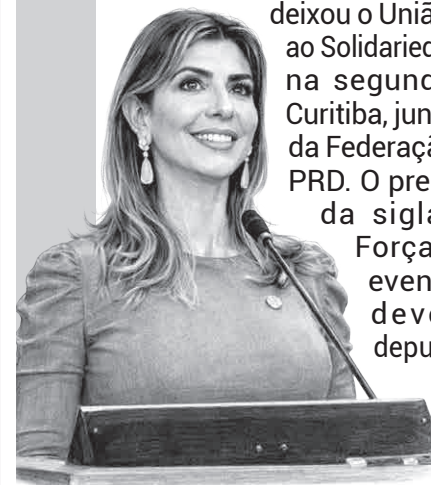 deixou o Uniã
ao Solidaried
na segund
Curitiba, jun
da Federaçã
PRD. O pre
da sigla
Força
even
deve
depu